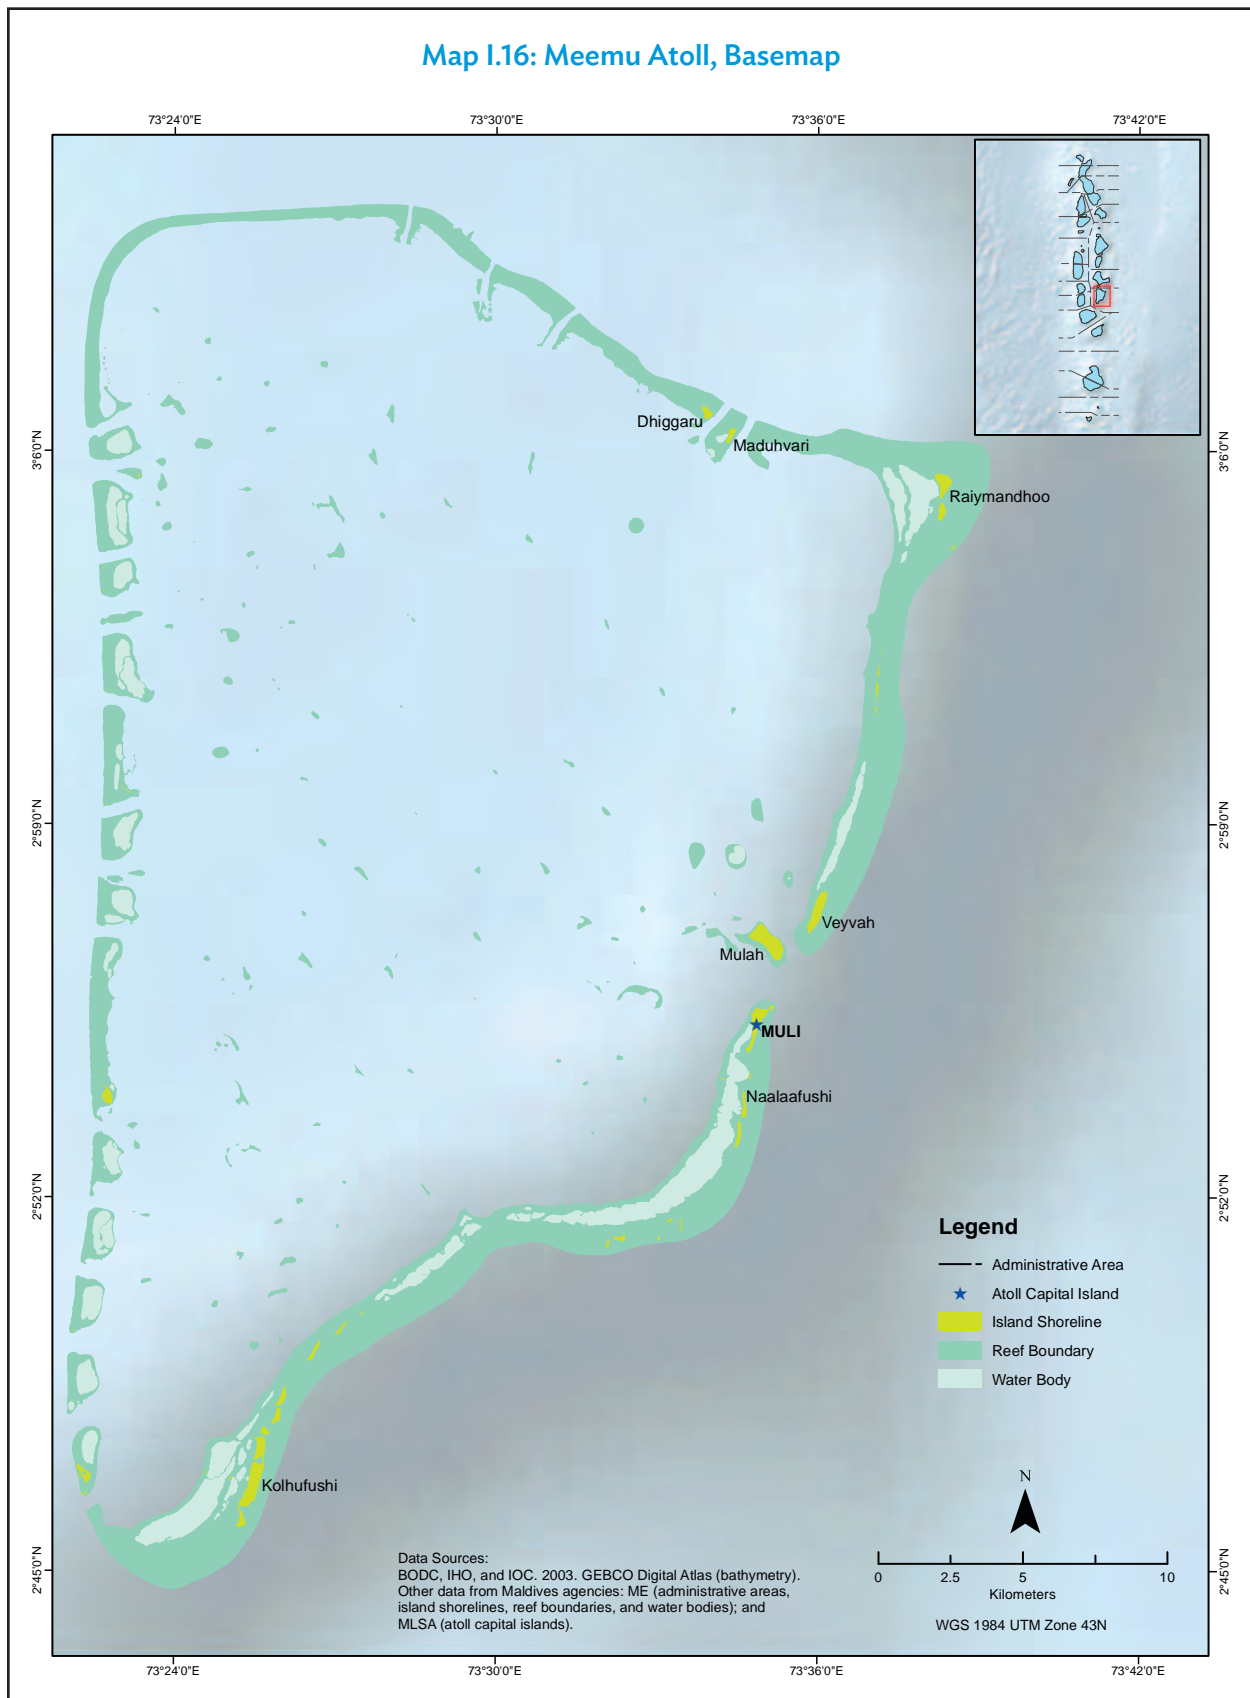 Map I.16: Meemu Atoll, Basemap
73°24'0"E
73°30'0"E
73°36'0"E
73°42'0"E
3°6'0"N
3°6'0"N
Dhiggaru
Maduhvari
Raiymandhoo
2°59'0"N
2°59'0"N
Veyvah
Mulah
MULI
Naalaafushi
2°52'0"N
2°52'0"N
Legend
Administrative Area
Atoll Capital Island
Island Shoreline
Reef Boundary
Water Body
Kolhufushi
N
2°45'0"N
2°45'0"N
Data Sources:
BODC, IHO, and IOC. 2003. GEBCO Digital Atlas (bathymetry).
Other data from Maldives agencies: ME (administrative areas,
island shorelines, reef boundaries, and water bodies); and
MLSA (atoll capital islands).
0
2.5
5
10
Kilometers
WGS 1984 UTM Zone 43N
73°24'0"E
73°30'0"E
73°36'0"E
73°42'0"E